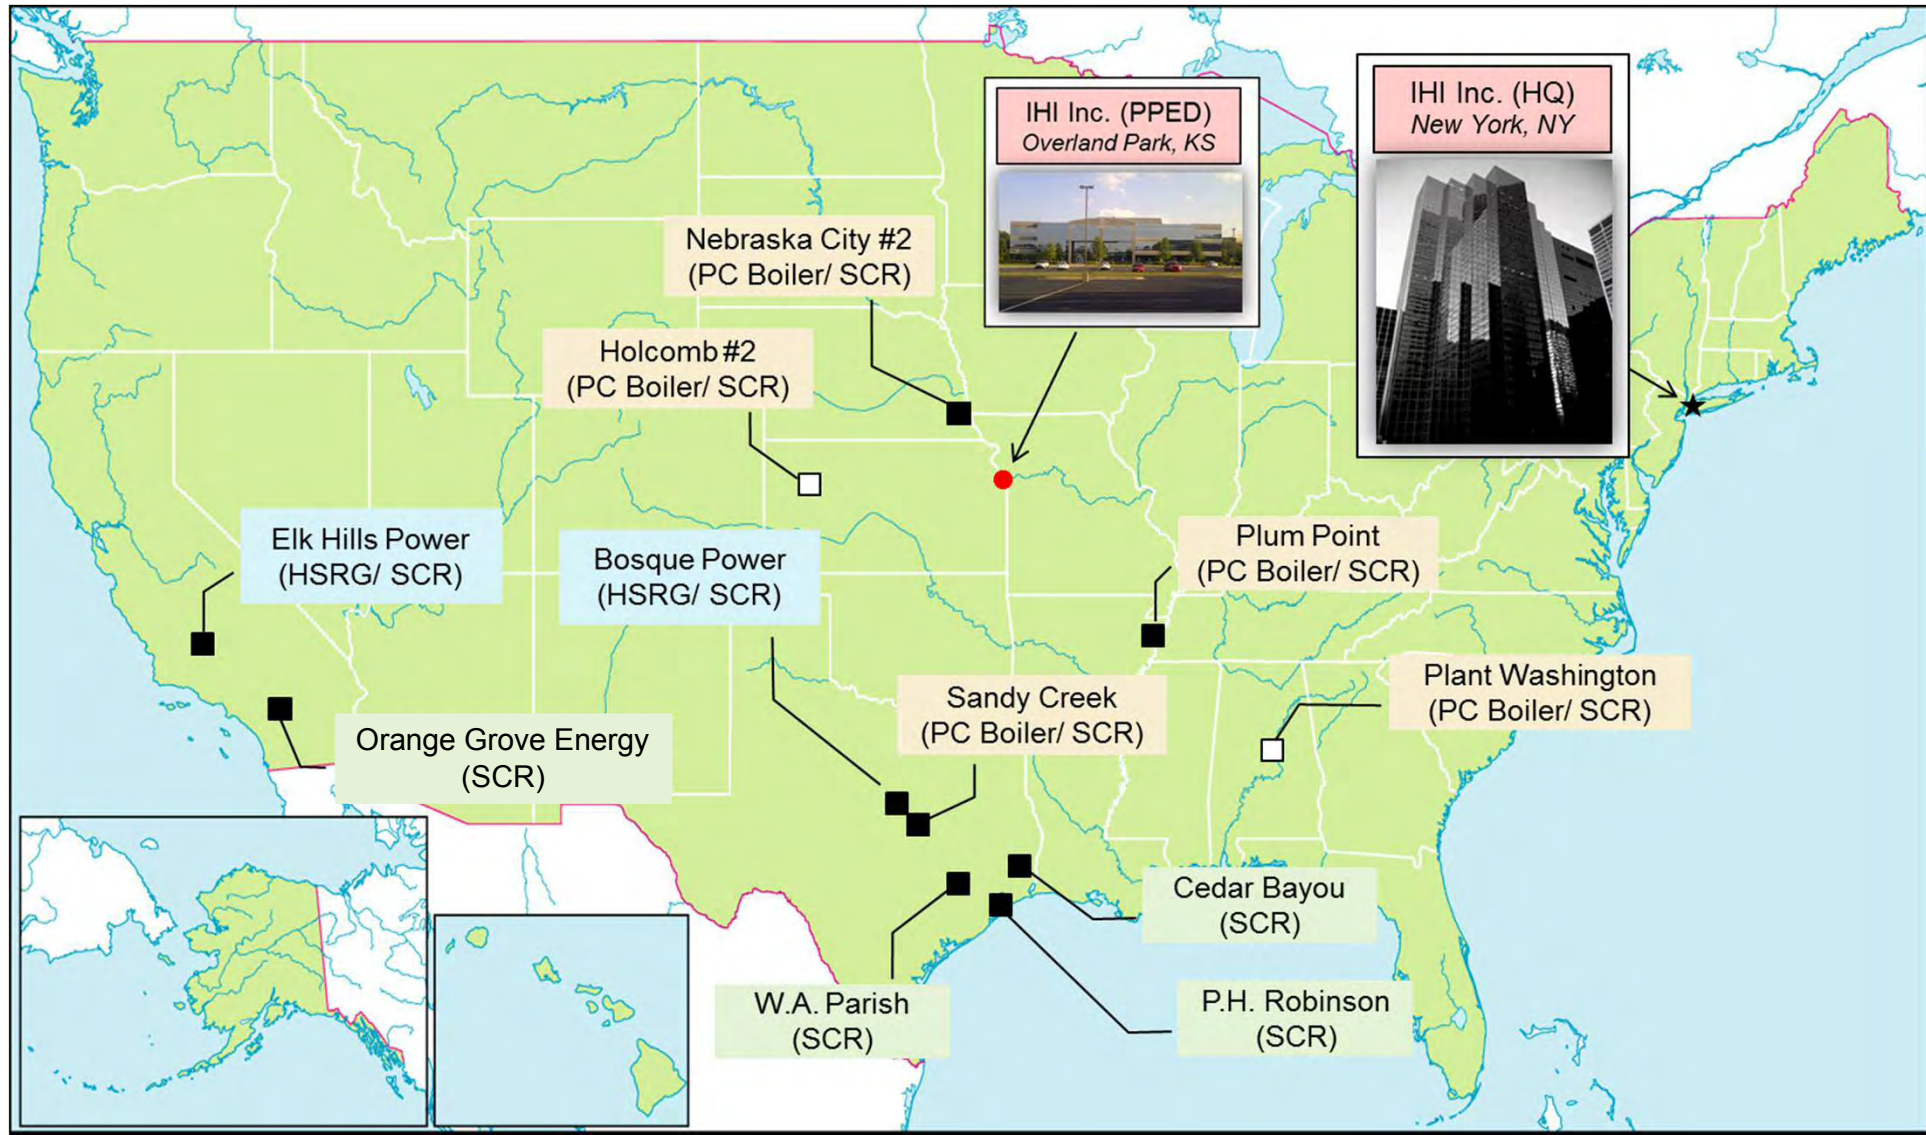 IHI Inc. (PPED)
Overland Park, KS
IHI Inc. (HQ)
New York, NY
Nebraska City #2
(PC Boiler/ SCR)
Holcomb #2
(PC Boiler/ SCR)
Elk Hills Power
(HSRG/ SCR)
Bosque Power
(HSRG/ SCR)
Plum Point
(PC Boiler/ SCR)
Plant Washington
(PC Boiler/ SCR)
Sandy Creek
(PC Boiler/ SCR)
Orange Grove Energy
(SCR)
Cedar Bayou
(SCR)
W.A. Parish
(SCR)
P.H. Robinson
(SCR)